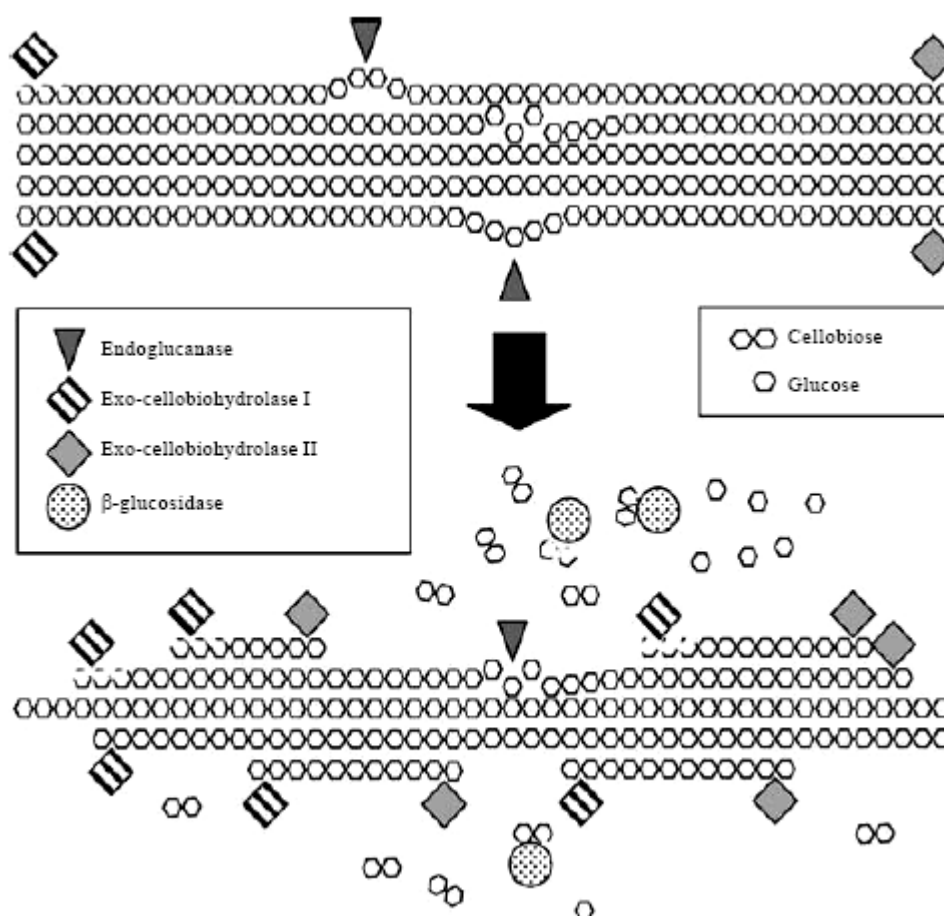 Endoglucanase
Exo-cellobiohydrolase I
Exo-cellobiohydrolase II
β-glucosidase
Cellobiose
Glucose